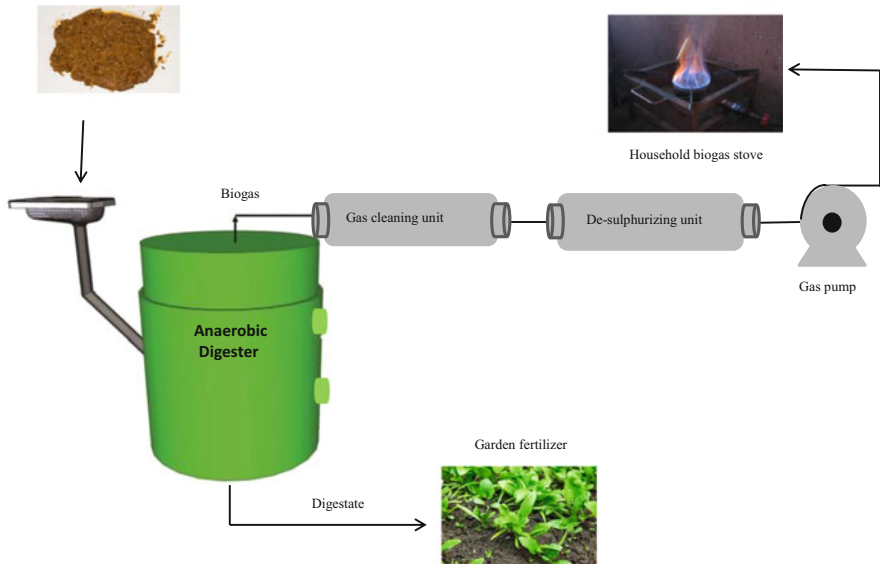 Household biogas stove
Biogas
Gas cleaning unit
De-sulphurizing unit
Gas pump
Anaerobic
Digester
Garden fertilizer
Digestate